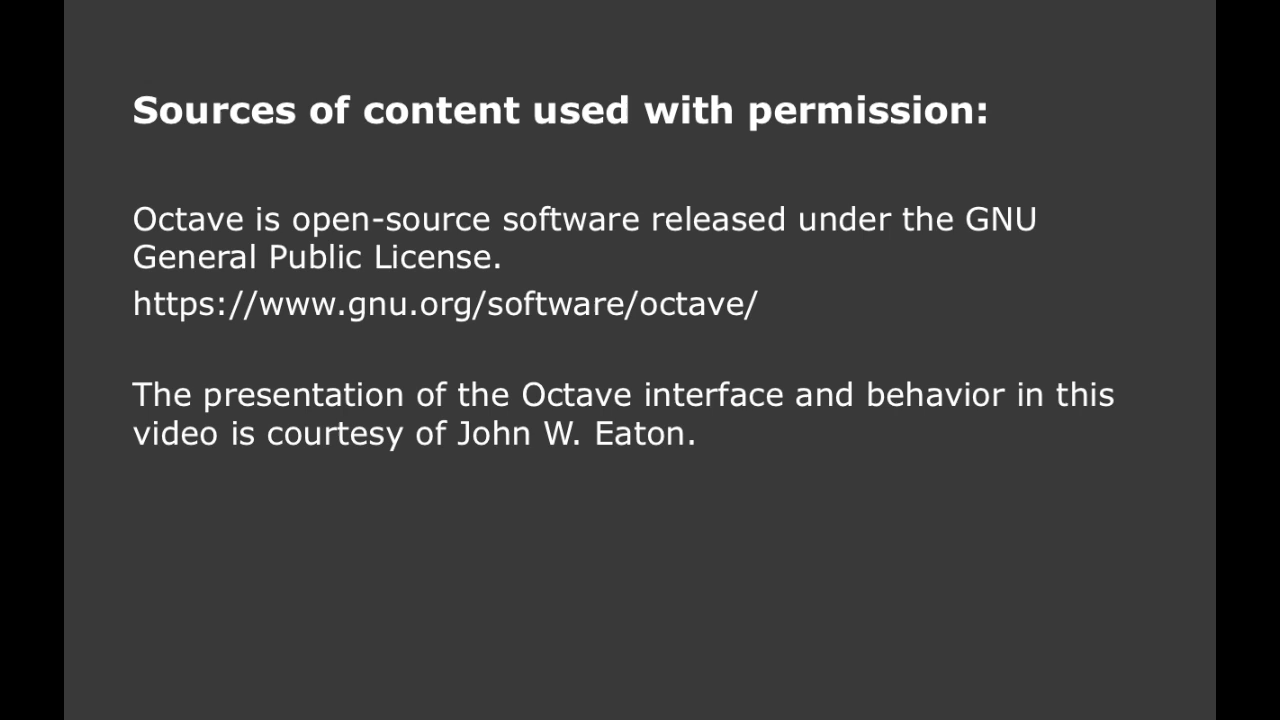 Sources of content used with permission:
Octave is open-source software released under the GNU
General Public License.
https://www.gnu.org/software/octave/
The presentation of the Octave interface and behavior in this
video is courtesy of John W. Eaton.